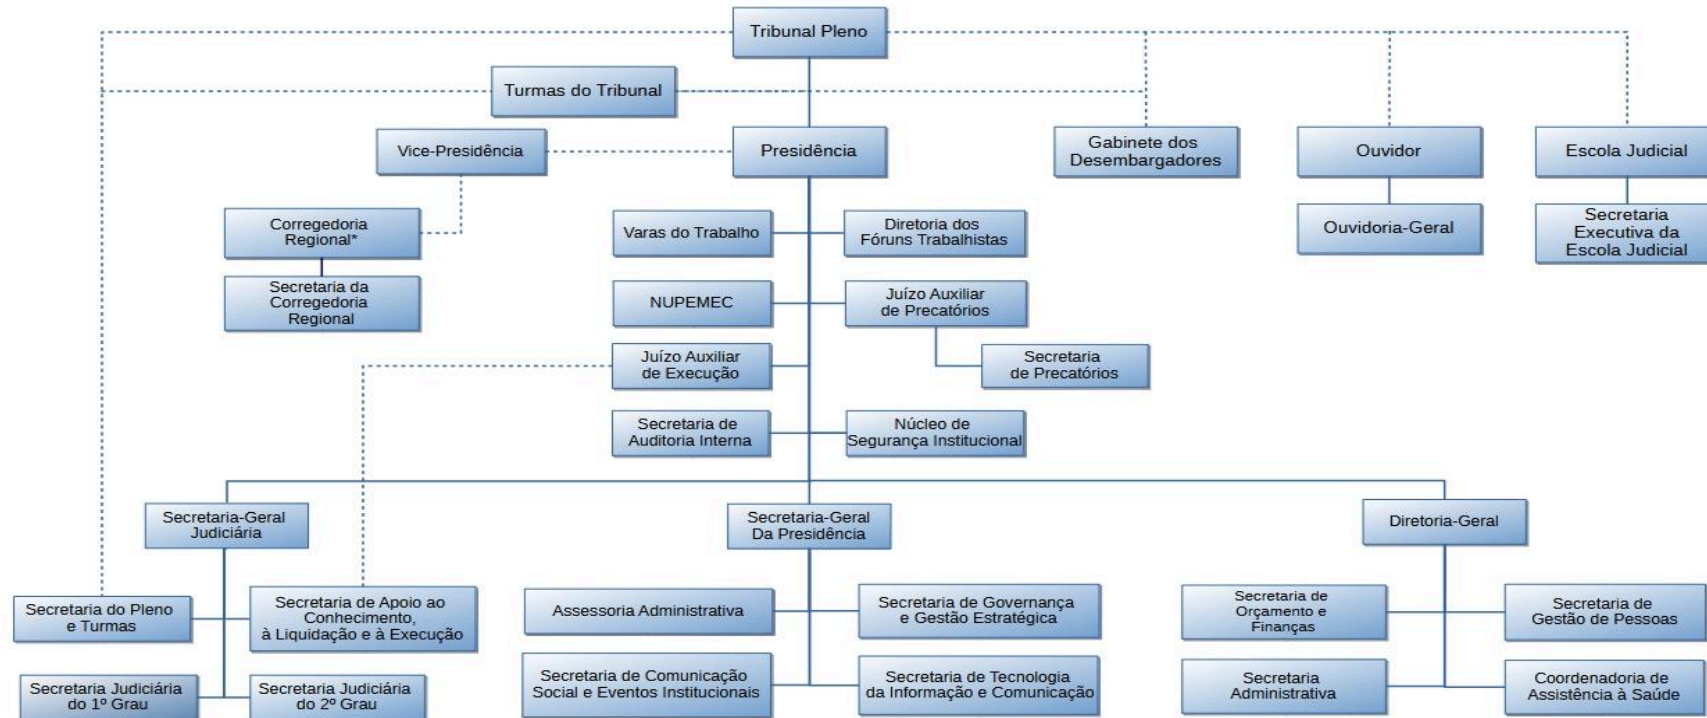 Tribunal Pleno
Turmas do Tribunal
Vice-Presidência
Presidência
Gabinete dos
Desembargadores
Ouvidor
Escola Judicial
Corregedoria
Regional*
Varas do Trabalho
Diretoria dos
Fóruns Trabalhistas
Ouvidoria-Geral
Secretaria
Executiva da
Escola Judicial
Secretaria da
Corregedoria
Regional
NUPEMEC
Juízo Auxiliar
de Precatórios
Juízo Auxiliar
de Execução
Secretaria
de Precatórios
Secretaria de
Auditoria Interna
Núcleo de
Segurança Institucional
Secretaria-Geral
Judiciária
Secretaria-Geral
Da Presidência
Diretoria-Geral
Secretaria do Pleno
e Turmas
Secretaria de Apoio ao
Conhecimento,
à Liquidação e à Execução
Assessoria Administrativa
Secretaria de Governança
e Gestão Estratégica
Secretaria de
Orçamento e
Finanças
Secretaria de
Gestão de Pessoas
Secretaria Judiciária
do 1º Grau
Secretaria Judiciária
do 2º Grau
Secretaria de Comunicação
Social e Eventos Institucionais
Secretaria de Tecnologia
da Informação e Comunicação
Secretaria
Administrativa
Coordenadoria de
Assistência à Saúde